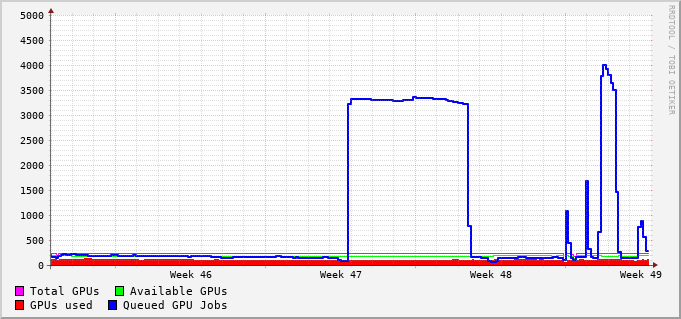 RRDTOOL / TOBI OETIKER
5000
4500
4000
3500
3000
2500
2000
1500
1000
500
0
Week 46 Week 47 Week 48 Week 49
Total GPUs Available GPUs
GPUs used Queued GPU Jobs